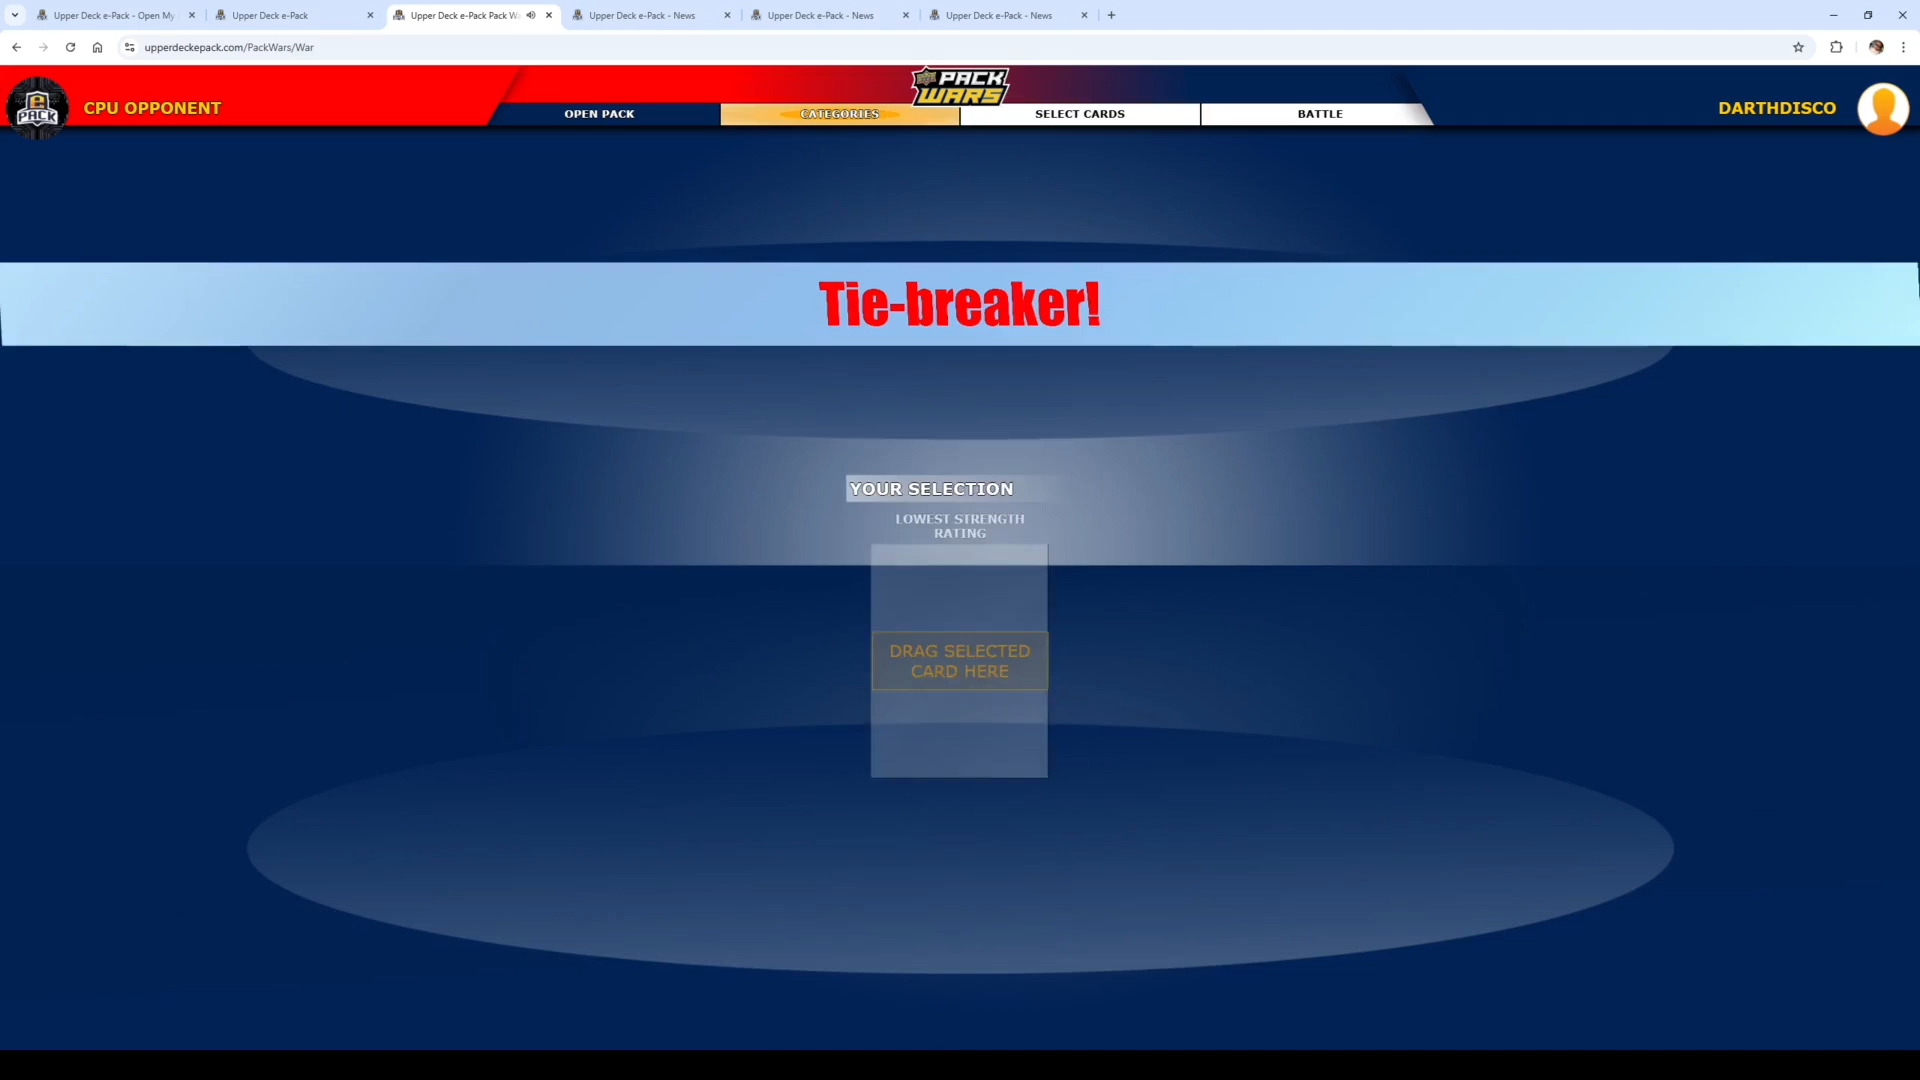 Upper Deck e-Pack - Open My
Upper Deck e-Pack
Upper Deck e-Pack Pack Wa
Upper Deck e-Pack - News
Upper Deck e-Pack - News
Upper Deck e-Pack - News
upperdeckepack.com/PackWars/War
e
PACK
CPU OPPONENT
PACK
WARS
OPEN PACK
CATEGORIES
SELECT CARDS
BATTLE
DARTHDISCO
Tie-breaker!
YOUR SELECTION
LOWEST STRENGTH
RATING
DRAG SELECTED
CARD HERE